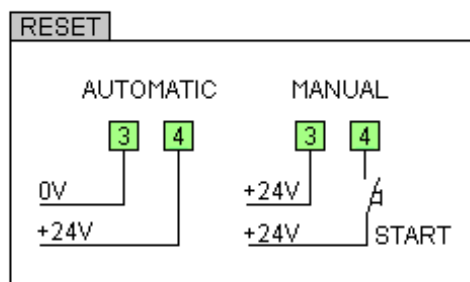 RESET
AUTOMATIC MANUAL
3 4 3 4
0V +24V
+24V +24V START